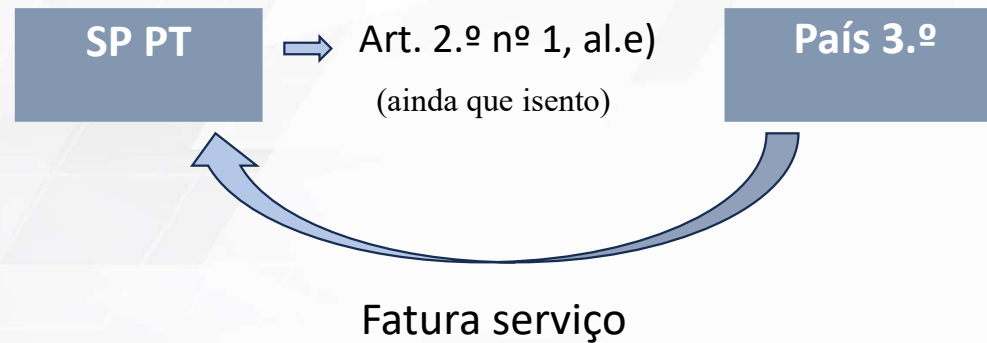 SP PT
Art. 2.º nº 1, al.e)
(ainda que isento)
País 3.º
Fatura serviço